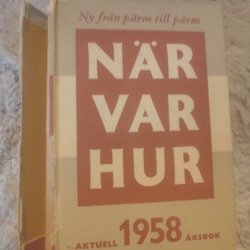 Ny från pärm till pärm
NÄR
VAR
HUR
AKTUELL 1958 ÅRSBOK